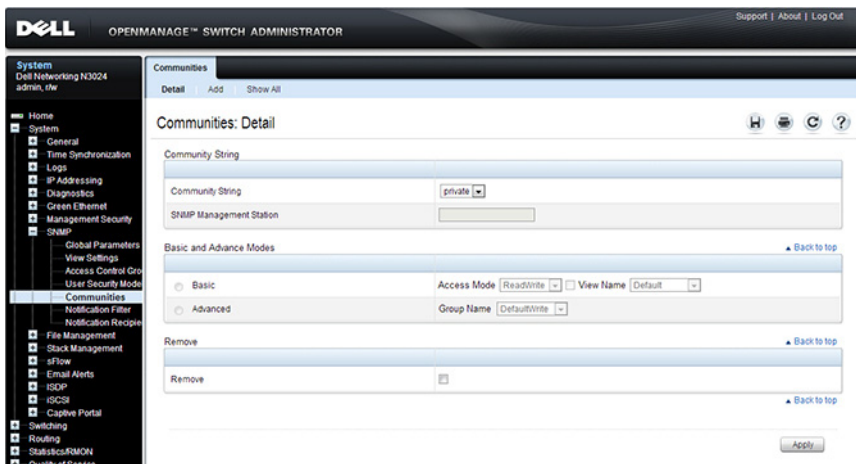 Support | About | Log Out
DELL OPENMANAGE™ SWITCH ADMINISTRATOR
System
Dell Networking N3024
admin, r/w
Home
System
General
Time Synchronization
Logs
IP Addressing
Diagnostics
Green Ethernet
Management Security
SNMP
Global Parameters
View Settings
Access Control Gro
User Security Mode
Communities
Notification Filter
Notification Recipie
File Management
Stack Management
sFlow
Email Alerts
ISDP
iSCSI
Captive Portal
Switching
Routing
Statistics/RMON
Quality of Service
Communities
Detail Add Show All
Communities: Detail
Community String
Community String private
SNMP Management Station
Basic and Advance Modes Back to top
Basic Access Mode ReadWrite View Name Default
Advanced Group Name DefaultWrite
Remove Back to top
Remove
Back to top
Apply